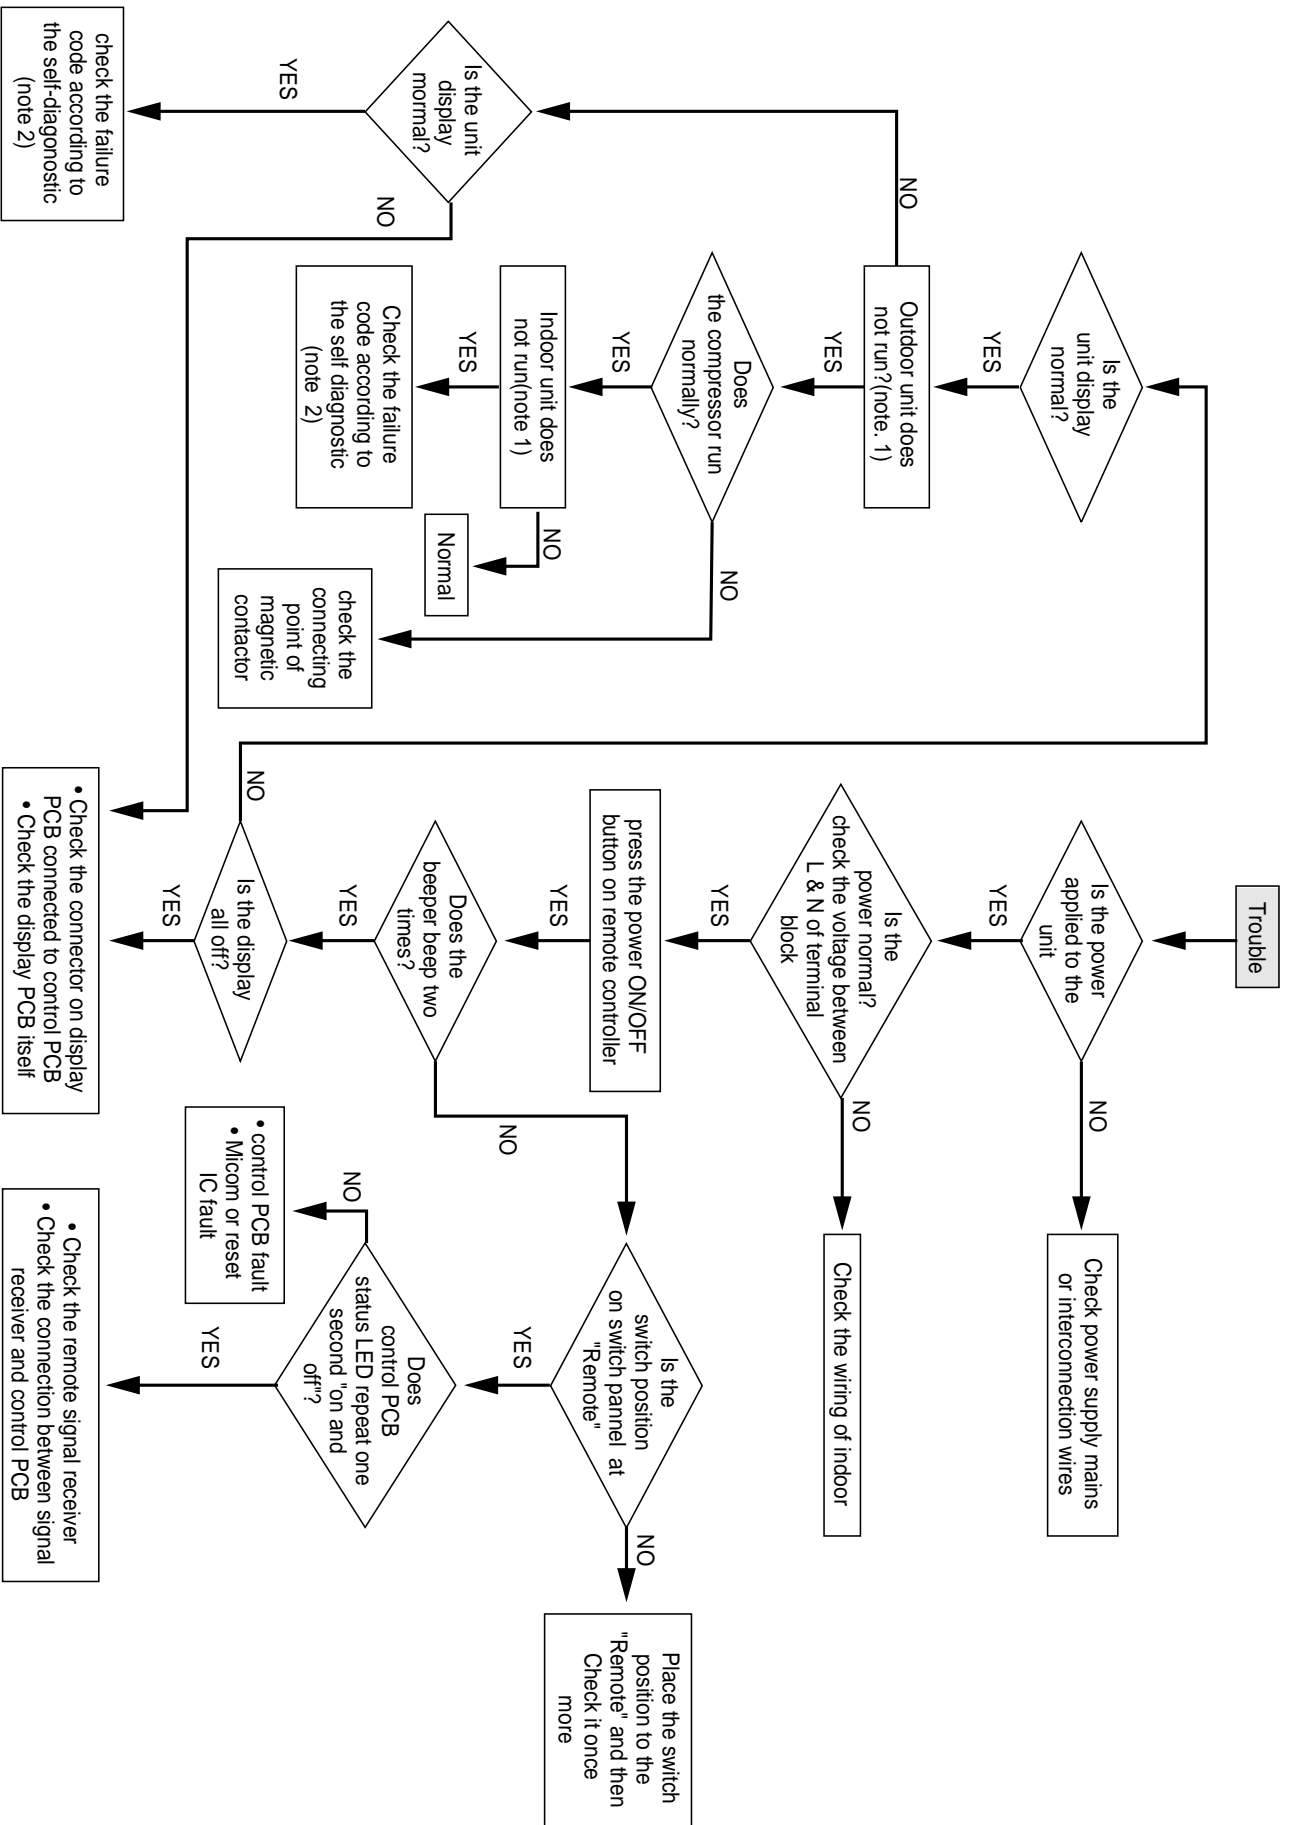 Trouble
Is the power
applied to the
unit
NO
Check power supply mains
or interconnection wires
YES
Is the
power normal?
check the voltage between
L & N of terminal
block
NO
Check the wiring of indoor
YES
press the power ON/OFF
button on remote controller
YES
Does the
beeper beep two
times?
NO
YES
Is the display
all off?
NO
YES
• Check the connector on display
PCB connected to control PCB
• Check the display PCB itself
Is the
switch position
on switch pannel at
"Remote"
NO
Place the switch
position to the
"Remote" and then
Check it once
more
YES
Does
control PCB
status LED repeat one
second "on and
off"?
NO
• control PCB fault
• Micom or reset
IC fault
YES
• Check the remote signal receiver
• Check the connection between signal
receiver and control PCB
Is the
unit display
normal?
YES
Outdoor unit does
not run?(note. 1)
NO
YES
Does
the compressor run
normally?
NO
check the
connecting
point of
magnetic
contactor
YES
Indoor unit does
not run(note 1)
NO
Normal
YES
Check the failure
code according to
the self diagnostic
(note 2)
Is the unit
display
mormal?
NO
YES
check the failure
code according to
the self-diagonostic
(note 2)